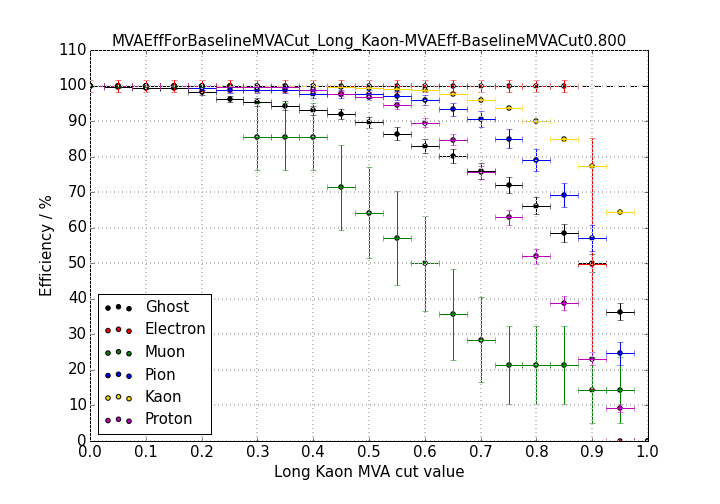 MVAEffForBaselineMVACut_Long_Kaon-MVAEff-BaselineMVACut0.800
110
100
90
80
70
60
50
40
30
20
10
0
Efficiency / %
Ghost
Electron
Muon
Pion
Kaon
Proton
0.0 0.1 0.2 0.3 0.4 0.5 0.6 0.7 0.8 0.9 1.0
Long Kaon MVA cut value